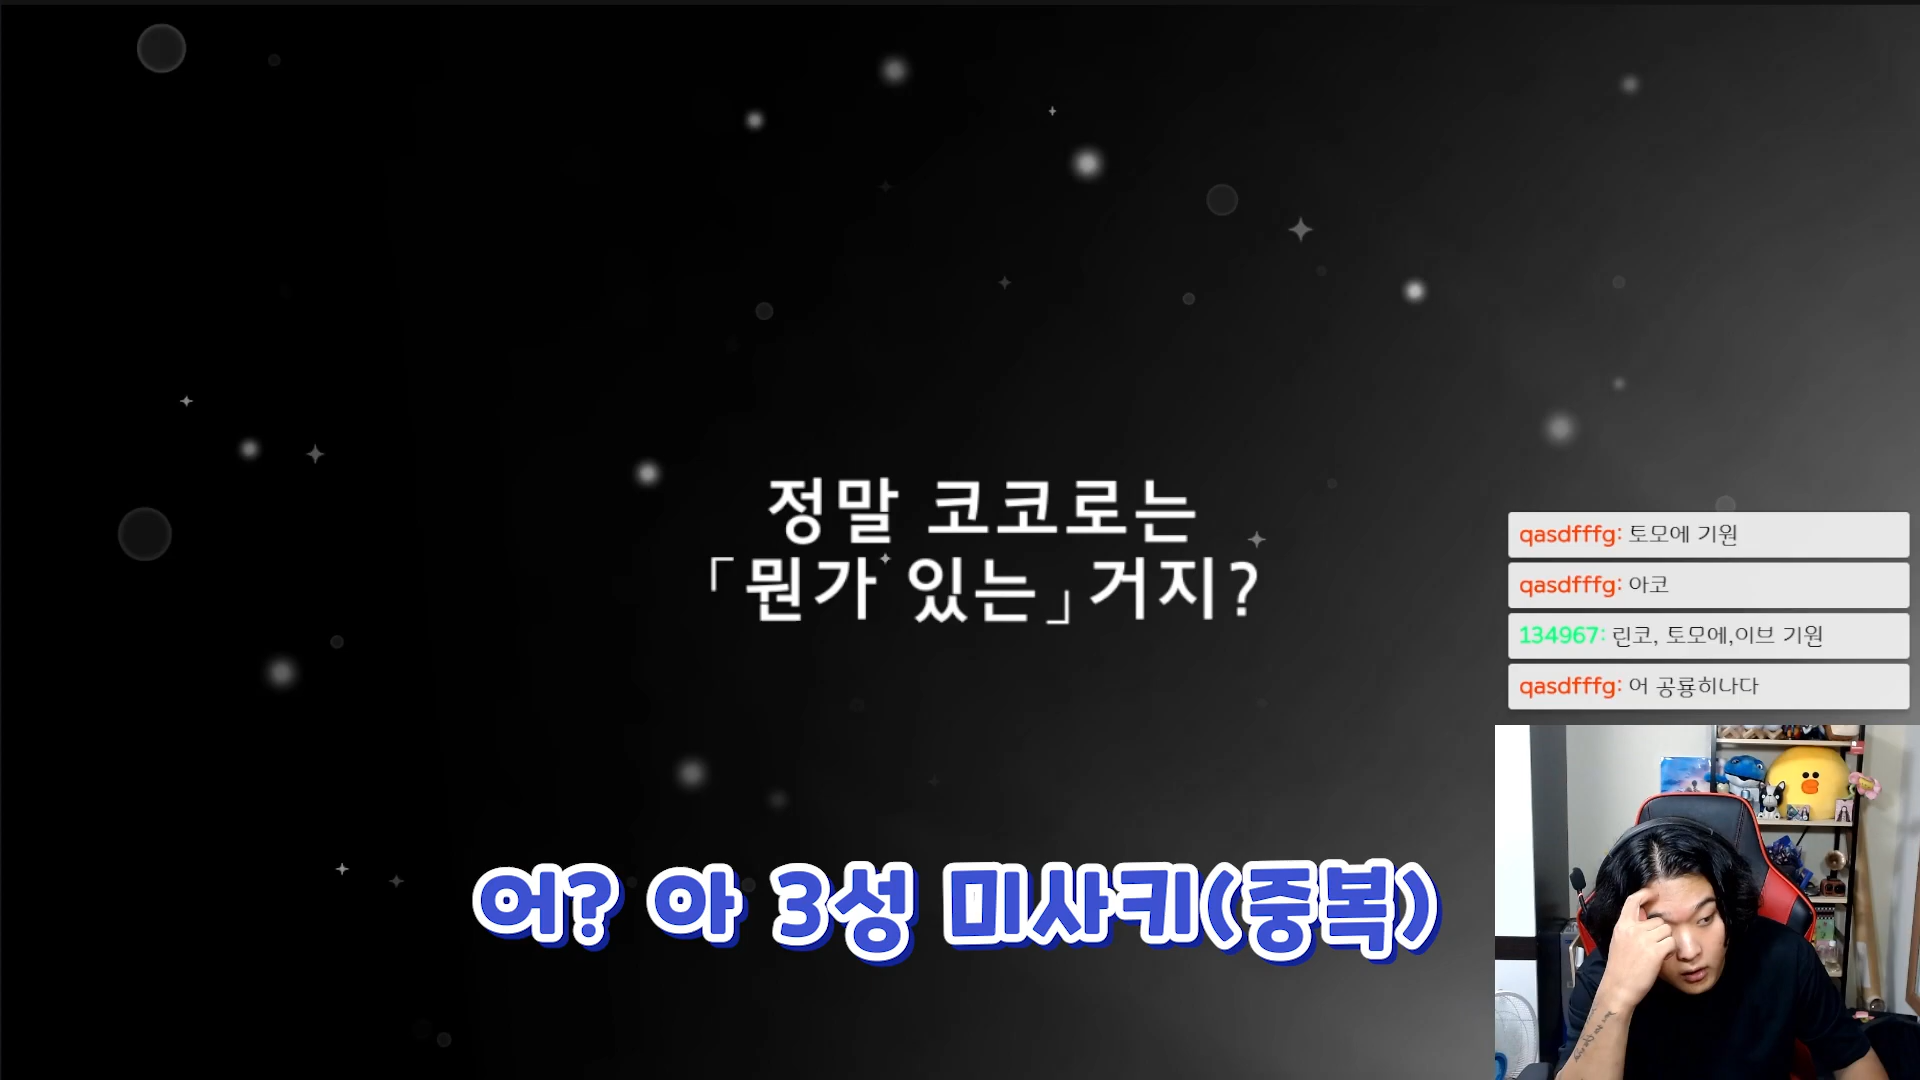 정말 코코로는
「뭔가 있는」거지?
qasdfffg: 토모에 기원
qasdfffg: 아코
134967: 린코, 토모에,이브 기원
qasdfffg: 어 공룡히나다
어? 아 3성 미사키(중복)